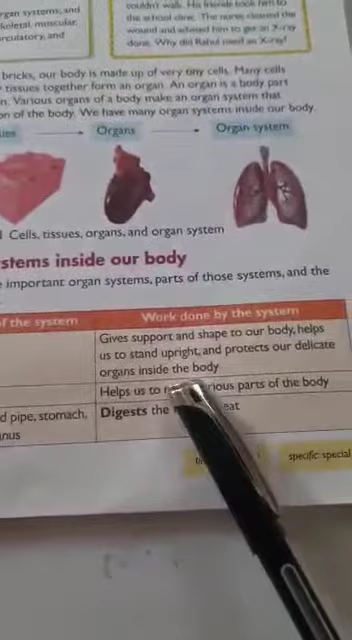 rgan systems, and
skeletal, muscular,
rculatory, and
couldn't walk. His friends took him to
the school clinic. The nurse cleaned the
wound and advised him to get an X-ray
done. Why did Rahul need an X-ray?
bricks, our body is made up of very tiny cells. Many cells
tissues together form an organ. An organ is a body part
n. Various organs of a body make an organ system that
on of the body. We have many organ systems inside our body.
ues
Organs
Organ system
Cells, tissues, organs, and organ system
stems inside our body
important organ systems, parts of those systems, and the
of the system
Work done by the system
Gives support and shape to our body, helps
us to stand upright, and protects our delicate
organs inside the body
Helps us to rious parts of the body
d pipe, stomach,
Digests the eat
nus
specific: special